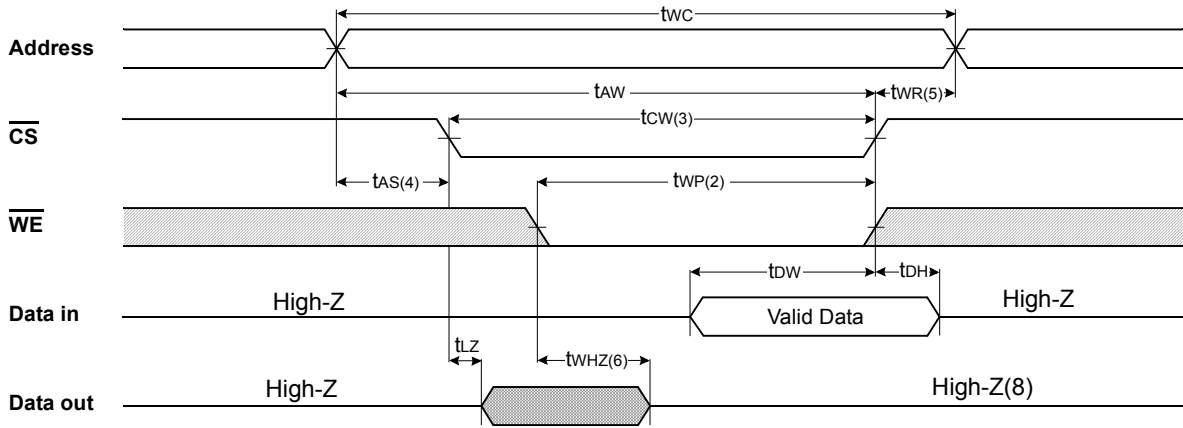 tWC
Address
tAW
tWR(5)
CS
tCW(3)
tAS(4)
tWP(2)
WE
tDW
tDH
Data in
High-Z
Valid Data
High-Z
tLZ
tWHZ(6)
Data out
High-Z
High-Z(8)